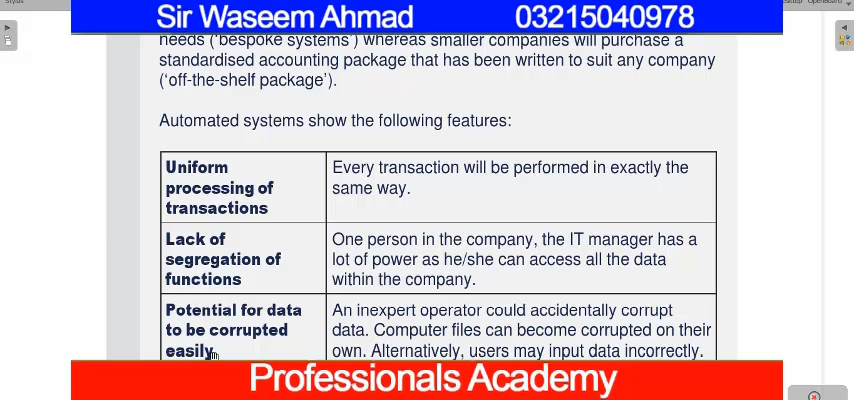 Stylus
Desktop OpenBoard
Sir Waseem Ahmad 03215040978
needs ('bespoke systems') whereas smaller companies will purchase a
standardised accounting package that has been written to suit any company
('off-the-shelf package').
Automated systems show the following features:
Uniform processing of transactions
Every transaction will be performed in exactly the
same way.
Lack of
segregation of
functions
One person in the company, the IT manager has a
lot of power as he/she can access all the data
within the company.
Potential for data
to be corrupted
easily
An inexpert operator could accidentally corrupt
data. Computer files can become corrupted on their
own. Alternatively, users may input data incorrectly.
Professionals Academy